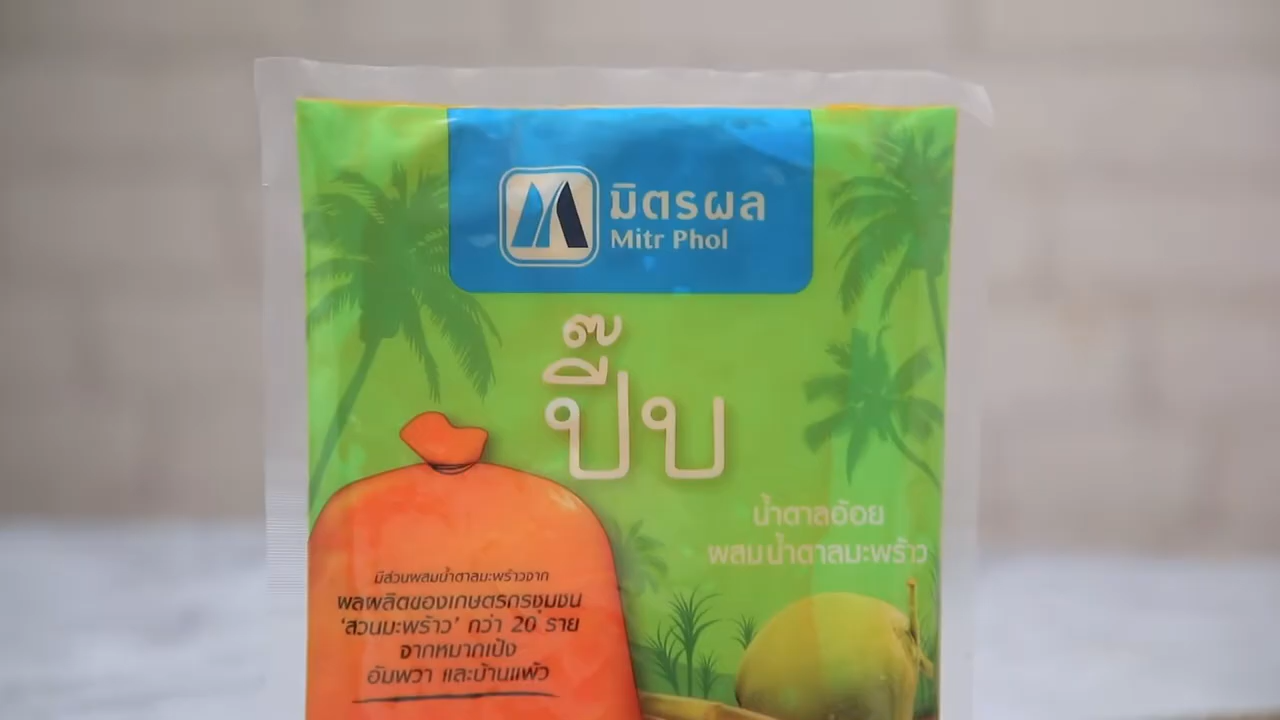 มิตรผล
Mitr Phol
ปี๊บ
น้ำตาลอ้อย
ผสมน้ำตาลมะพร้าว
มีส่วนผสมน้ำตาลมะพร้าวจาก
ผลผลิตของเกษตรกรชุมชน
‘สวนมะพร้าว’ กว่า 20 ราย
จากหมากเป้ง
อัมพวา และบ้านแพ้ว